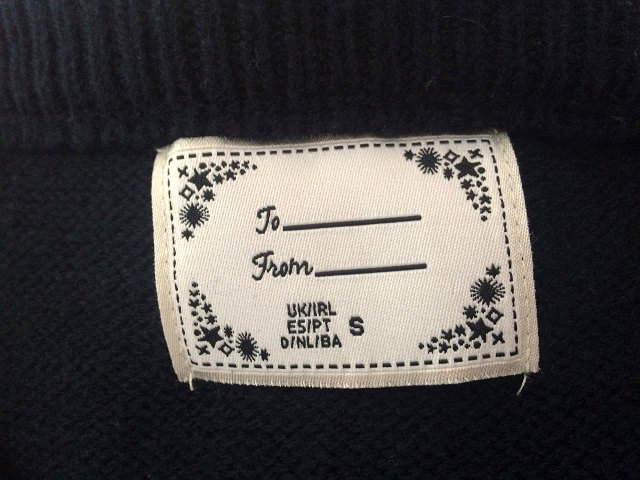 To
From
UK/IRL
ES/PT S
D/NL/BA